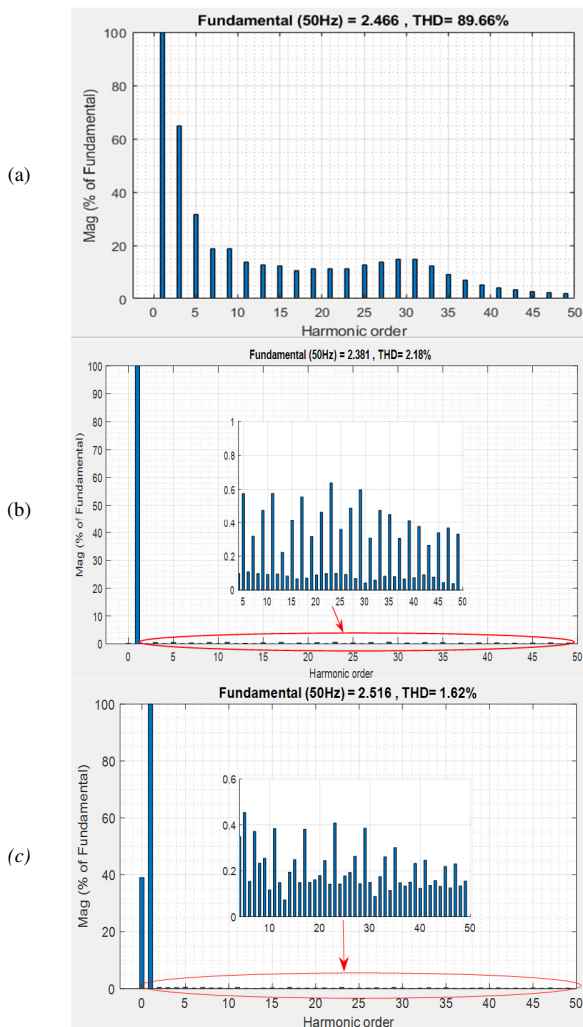 Fundamental (50Hz) = 2.466 , THD= 89.66%
100
80
60
40
20
0
Mag (% of Fundamental)
(a)
0 5 10 15 20 25 30 35 40 45 50
Harmonic order
Fundamental (50Hz) = 2.381 , THD= 2.18%
100
90
80
70
60
50
40
30
20
10
0
Mag (% of Fundamental)
(b)
1
0.8
0.6
0.4
0.2
0
5 10 15 20 25 30 35 40 45 50
0 5 10 15 20 25 30 35 40 45 50
Harmonic order
Fundamental (50Hz) = 2.516 , THD= 1.62%
100
80
60
40
20
0
Mag (% of Fundamental)
(c)
0.6
0.4
0.2
0
10 20 30 40 50
0 5 10 15 20 25 30 35 40 45 50
Harmonic order